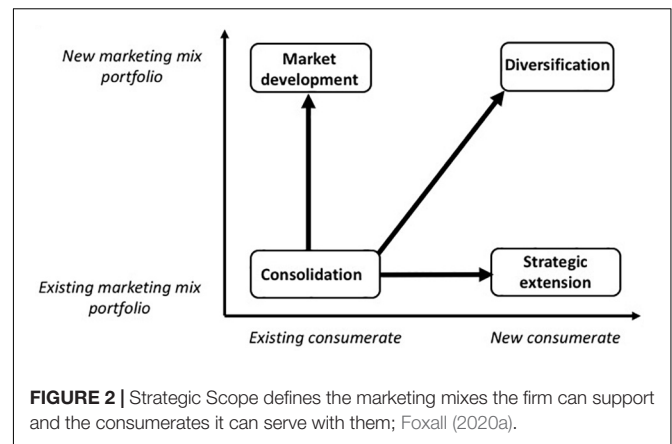 New marketing mix
portfolio
Market
development
Diversification
Existing marketing mix
portfolio
Consolidation
Strategic
extension
Existing consumerate
New consumerate
FIGURE 2 | Strategic Scope defines the marketing mixes the firm can support
and the consumerates it can serve with them; Foxall (2020a).